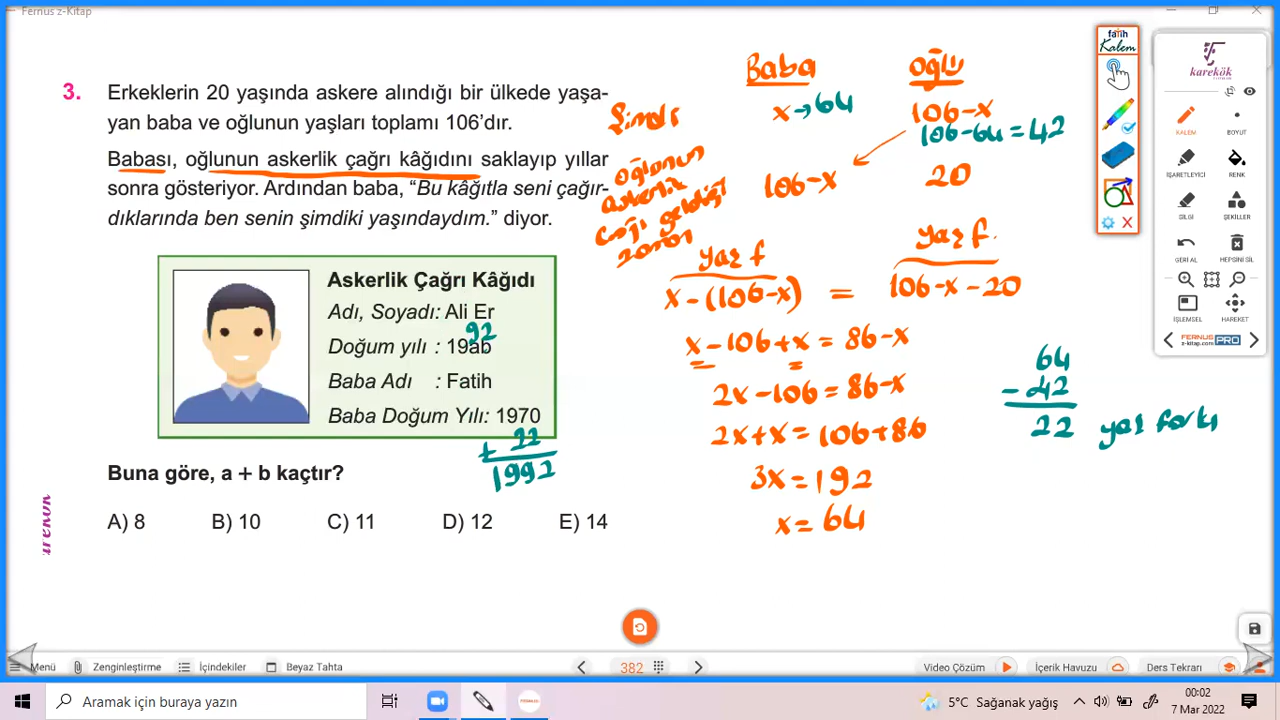 Fernus z-Kitap
3. Erkeklerin 20 yaşında askere alındığı bir ülkede yaşa-
yan baba ve oğlunun yaşları toplamı 106'dır.
Babası, oğlunun askerlik çağrı kâğıdını saklayıp yıllar
sonra gösteriyor. Ardından baba, "Bu kâğıtla seni çağır-
dıklarında ben senin şimdiki yaşındaydım." diyor.
Askerlik Çağrı Kâğıdı
Adı, Soyadı: Ali Er
92
Doğum yılı : 19ab
Baba Adı : Fatih
Baba Doğum Yılı: 1970
+ 22
1992
Buna göre, a + b kaçtır?
A) 8 B) 10 C) 11 D) 12 E) 14
Baba Oğlu
Şimdi x→64 106-x
106-64=42
oğlunun
askerlik
çağı geldiği
zaman
106-x 20
yaş f yaş f.
x-(106-x) = 106-x-20
x-106+x=86-x
2x-106=86-x
2x+x=106+86
3x=192
x=64
64
- 42
22 yaş farkı
fatih
Kalem
karekök
KALEM
BOYUT
İŞARETLEYİCİ
RENK
SİLGİ
ŞEKİLLER
GERİ AL
HEPSİNİ SİL
İŞLEMSEL
HAREKET
FERNUS
z-kitap.com PRO
arekök
Menü Zenginleştirme İçindekiler Beyaz Tahta 382 Video Çözüm İçerik Havuzu Ders Tekrarı
Aramak için buraya yazın
FERNUS
5°C Sağanak yağış
00:02
7 Mar 2022